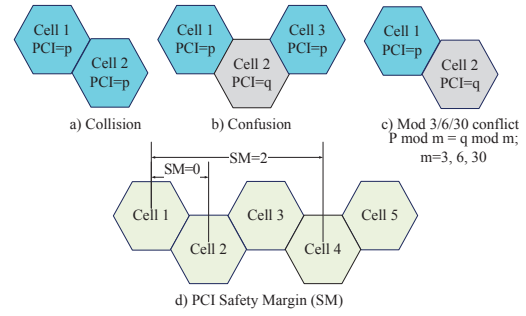 Cell 1
PCI=p
Cell 2
PCI=p
a) Collision
Cell 1
PCI=p
Cell 3
PCI=p
Cell 2
PCI=q
b) Confusion
Cell 1
PCI=p
Cell 2
PCI=q
c) Mod 3/6/30 conflict
P mod m = q mod m;
m=3, 6, 30
SM=2
SM=0
Cell 1
Cell 2
Cell 3
Cell 4
Cell 5
d) PCI Safety Margin (SM)